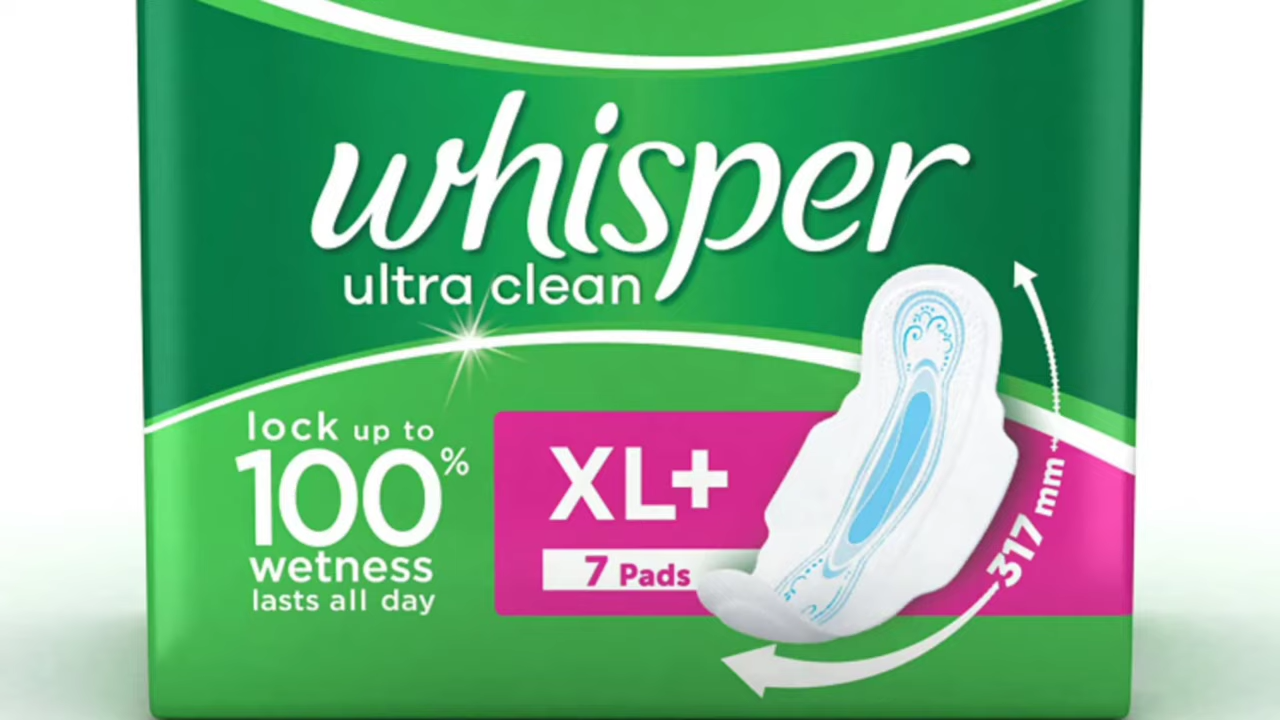 whisper
ultra clean
lock up to
100%
wetness
lasts all day
XL+
7 Pads
317 mm